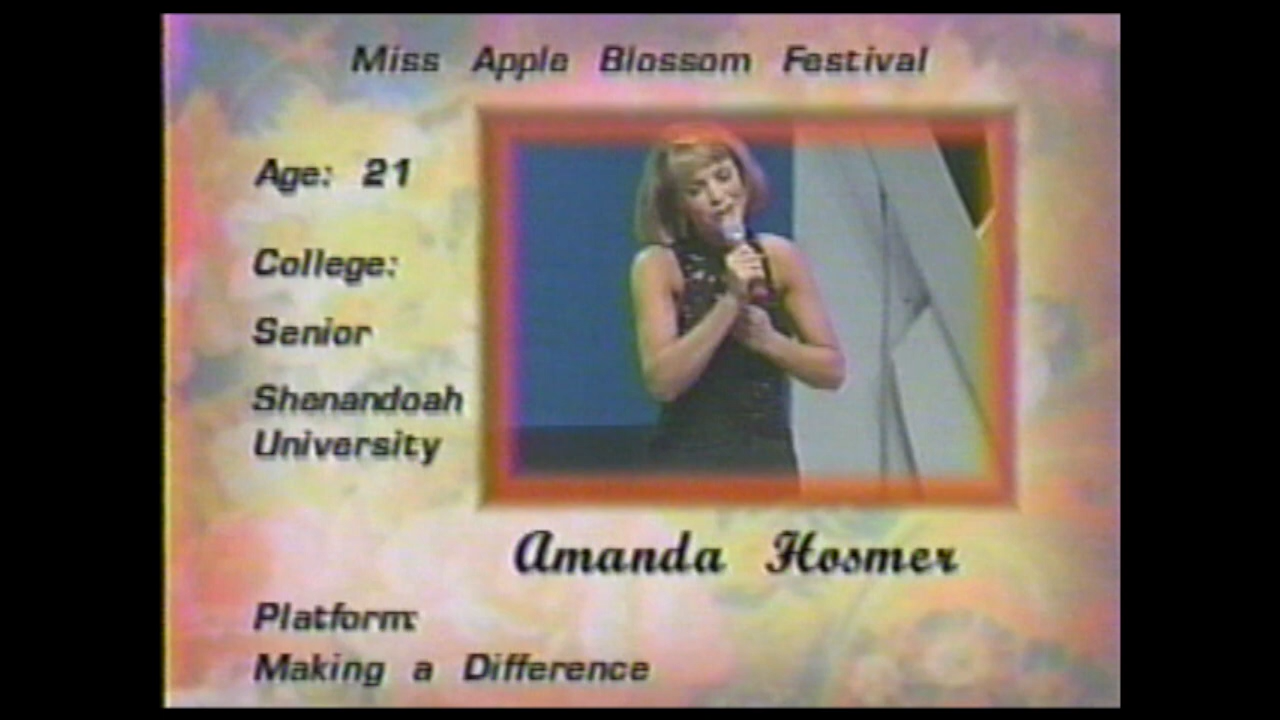 Miss Apple Blossom Festival
Age: 21
College:
Senior
Shenandoah
University
Amanda Hosmer
Platform:
Making a Difference